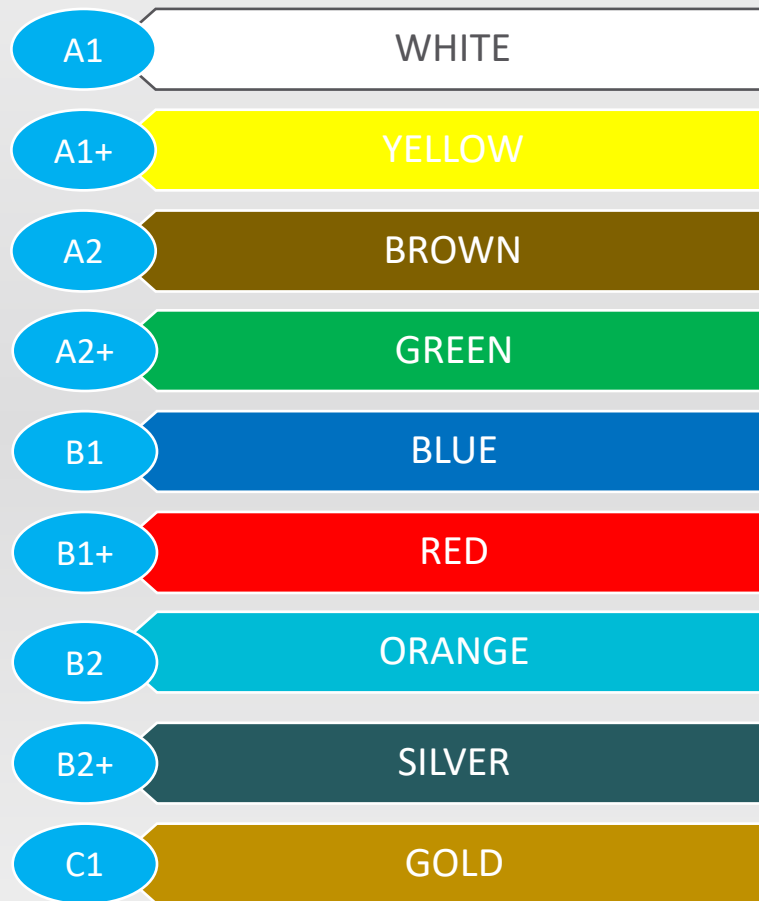 A1 WHITE
A1+ YELLOW
A2 BROWN
A2+ GREEN
B1 BLUE
B1+ RED
B2 ORANGE
B2+ SILVER
C1 GOLD